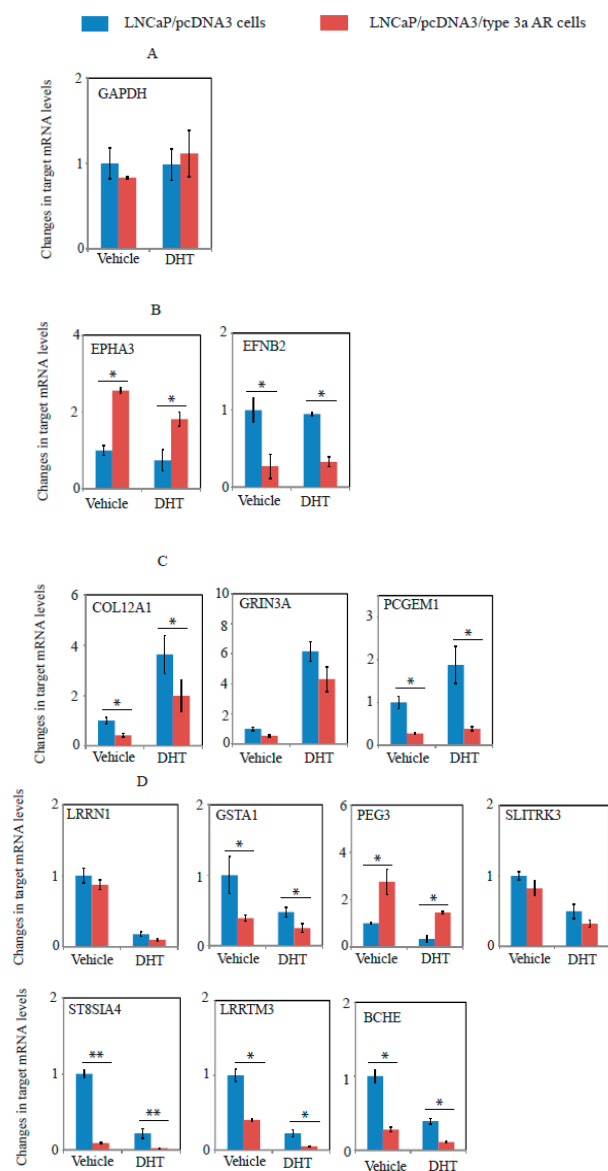 LNCaP/pcDNA3 cells LNCaP/pcDNA3/type 3a AR cells
A
Changes in target mRNA levels
GAPDH
2
1
0
Vehicle DHT
B
Changes in target mRNA levels
EPHA3
4
2
0
* *
Vehicle DHT
EFNB2
2
1
0
* *
Vehicle DHT
C
Changes in target mRNA levels
COL12A1
6
4
2
0
* *
Vehicle DHT
GRIN3A
10
8
6
4
2
0
Vehicle DHT
PCGEM1
3
2
1
0
* *
Vehicle DHT
D
Changes in target mRNA levels
LRRN1
2
1
0
Vehicle DHT
GSTA1
2
1
0
* *
Vehicle DHT
PEG3
6
4
2
0
* *
Vehicle DHT
SLITRK3
2
1
0
Vehicle DHT
Changes in target mRNA levels
ST8SIA4
2
1
0
** **
Vehicle DHT
LRRTM3
2
1
0
* *
Vehicle DHT
BCHE
2
1
0
* *
Vehicle DHT